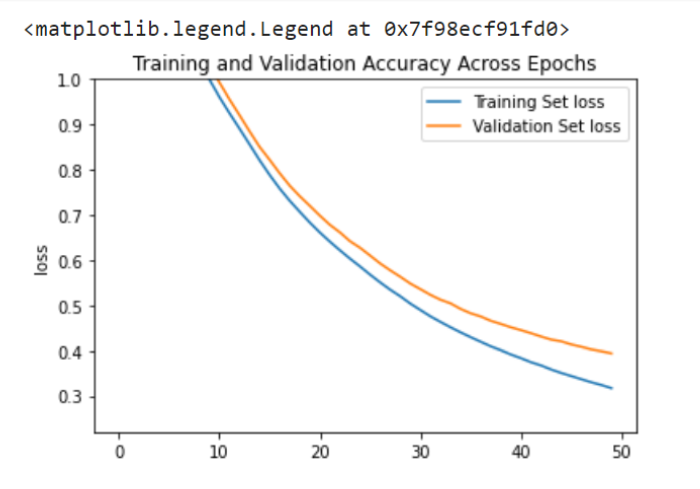 <matplotlib.legend.Legend at 0x7f98ecf91fd0>
Training and Validation Accuracy Across Epochs
1.0
Training Set loss
0.9
Validation Set loss
0.8
0.7
loss
0.6
0.5
0.4
0.3
0 10 20 30 40 50